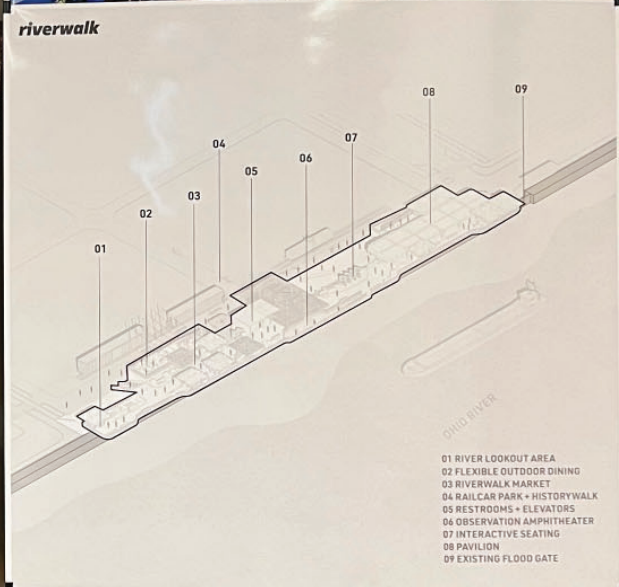 riverwalk
08
09
07
04
06
05
03
02
01
OHIO RIVER
01 RIVER LOOKOUT AREA
02 FLEXIBLE OUTDOOR DINING
03 RIVERWALK MARKET
04 RAILCAR PARK + HISTORYWALK
05 RESTROOMS + ELEVATORS
06 OBSERVATION AMPHITHEATER
07 INTERACTIVE SEATING
08 PAVILION
09 EXISTING FLOOD GATE